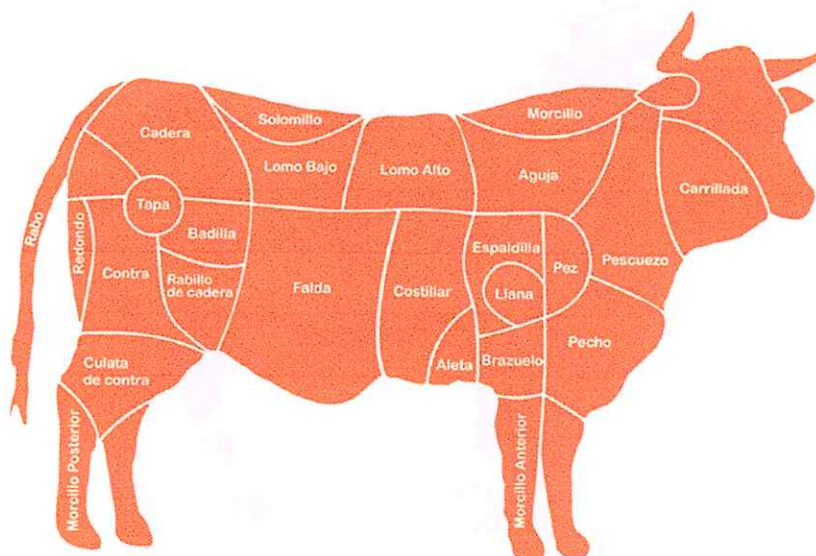 Solomillo
Morcillo
Cadera
Lomo Bajo
Lomo Alto
Aguja
Carrillada
Tapa
Rabo
Redondo
Badilla
Espaldilla
Pez
Pescuezo
Contra
Rabillo
de cadera
Falda
Costillar
Llana
Pecho
Culata
de contra
Aleta
Brazuelo
Morcillo Posterior
Morcillo Anterior